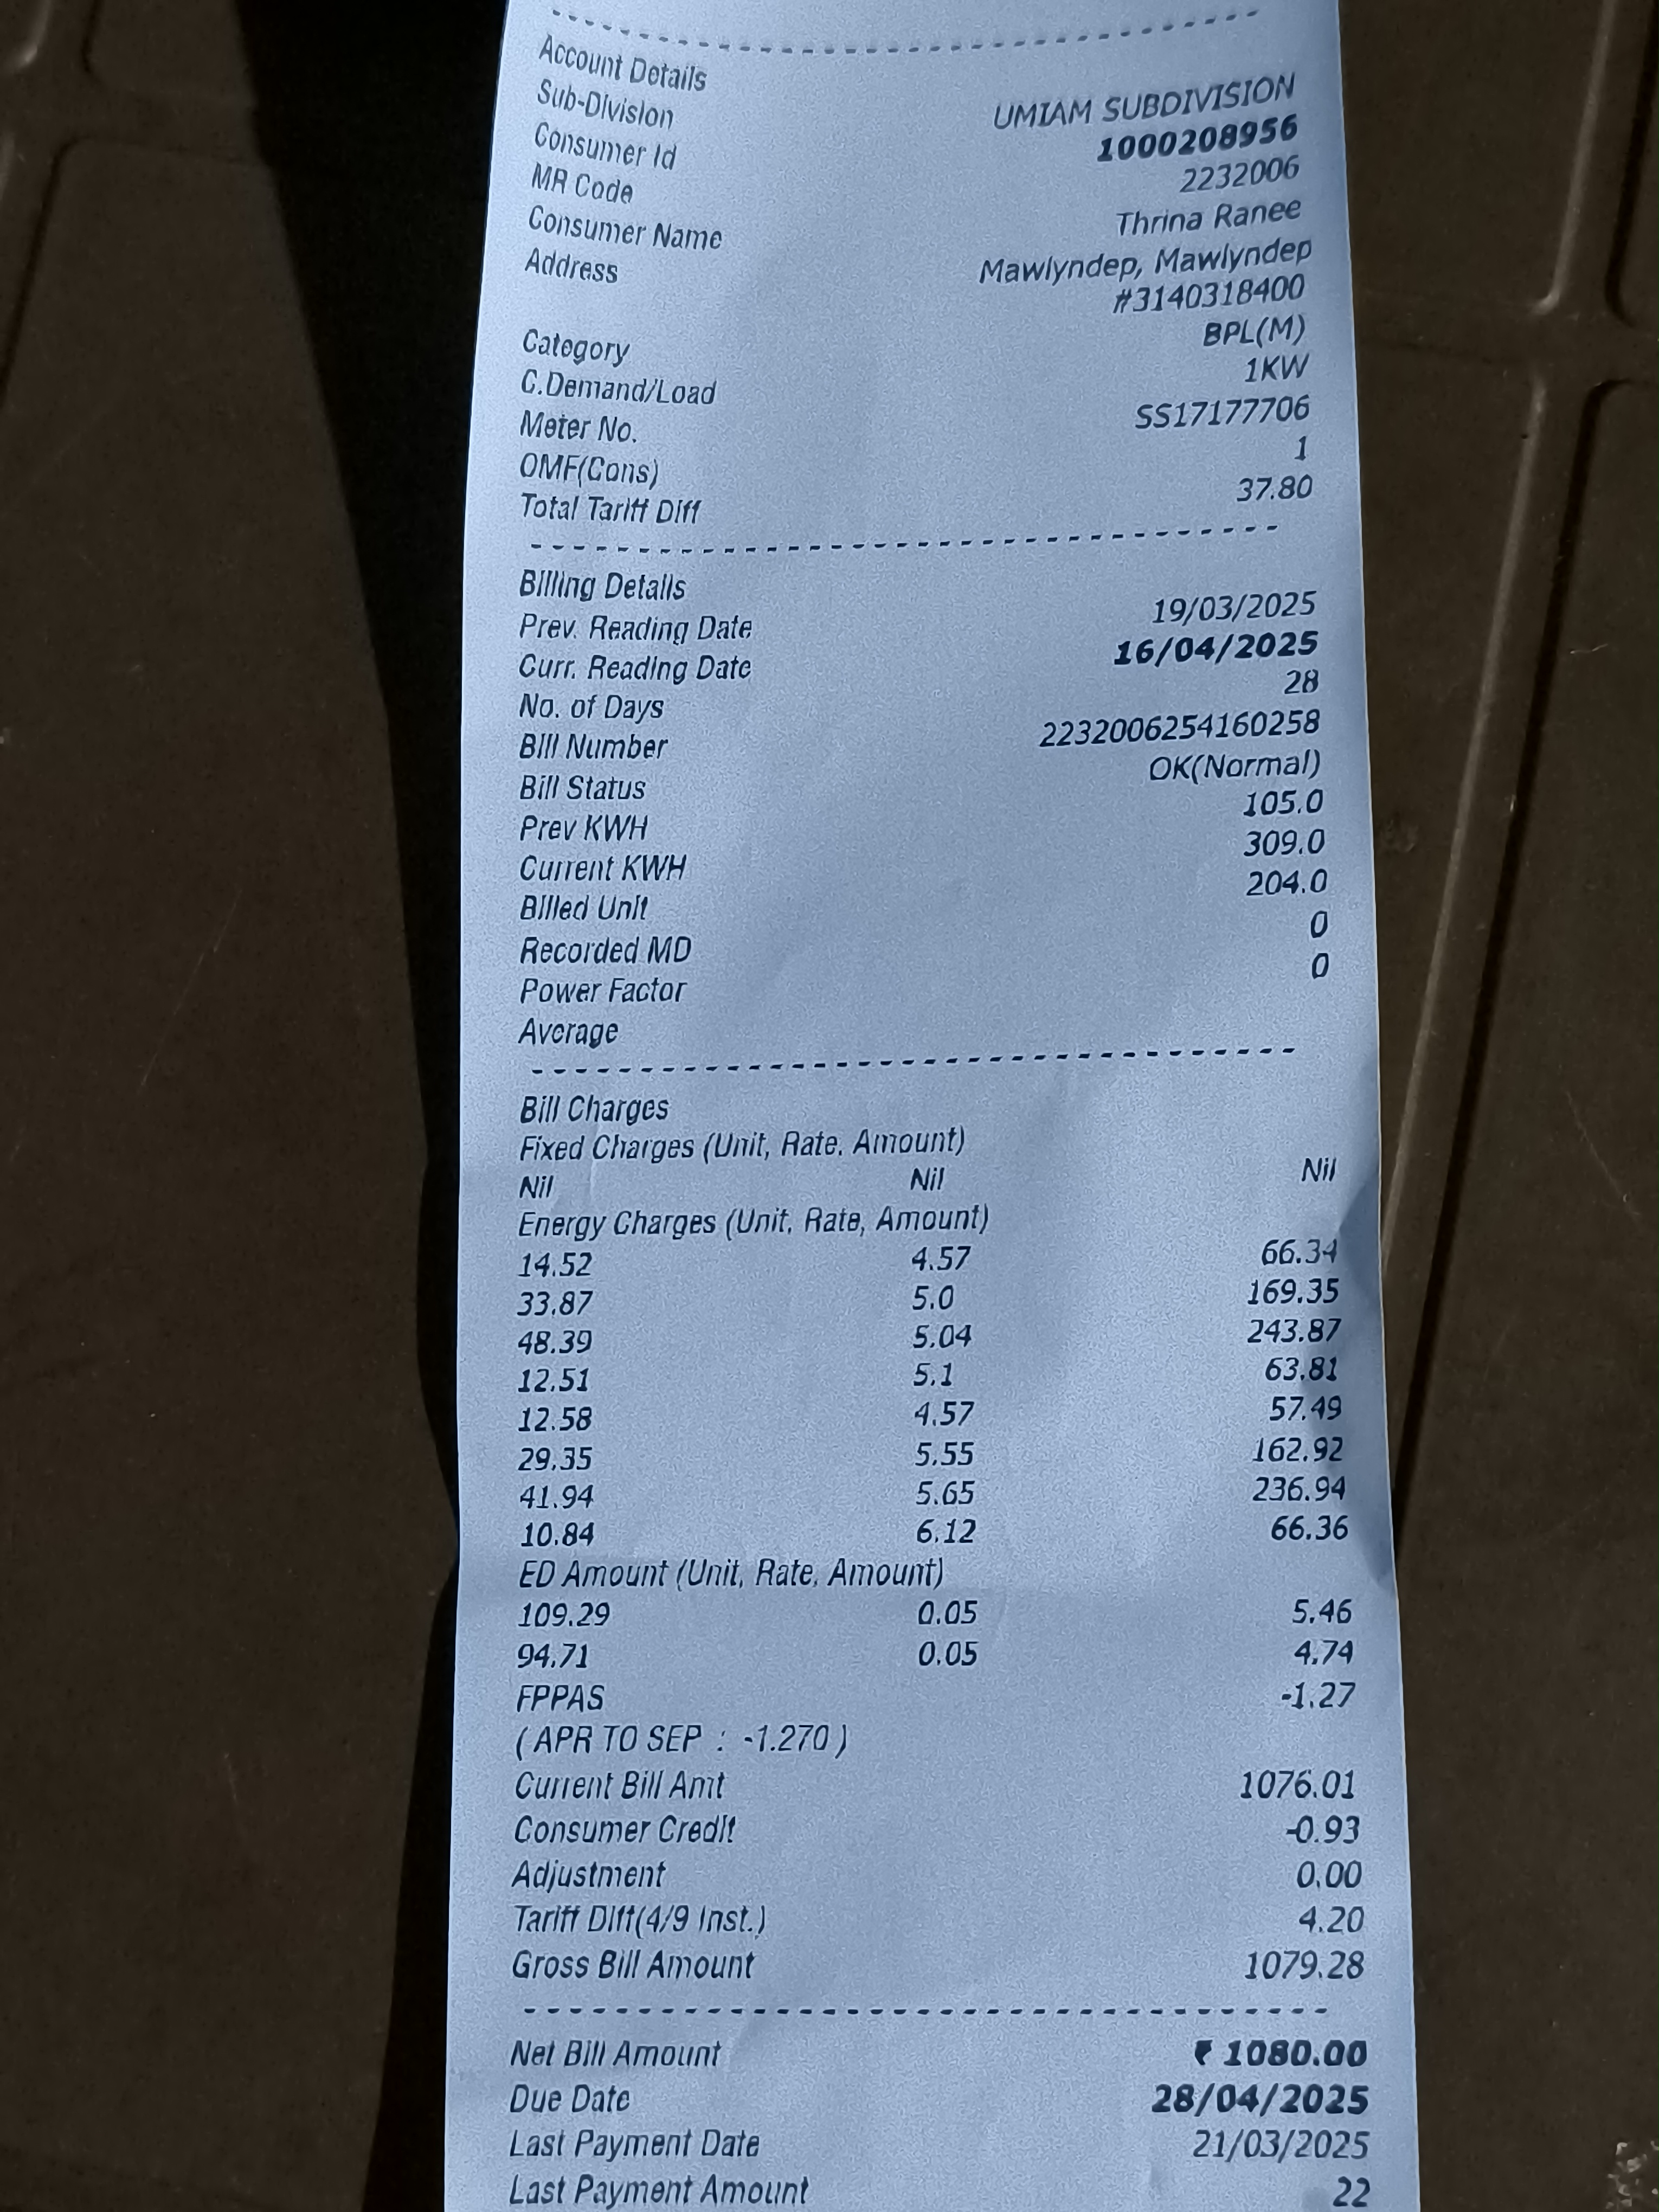 Account Details
Sub-Division UMIAM SUBDIVISION
Consumer Id 1000208956
MR Code 2232006
Consumer Name Thrina Ranee
Address Mawlyndep, Mawlyndep
#3140318400
Category BPL(M)
C.Demand/Load 1KW
Meter No. SS17177706
OMF(Cons) 1
Total Tariff Diff 37.80
Billing Details
Prev. Reading Date 19/03/2025
Curr. Reading Date 16/04/2025
No. of Days 28
Bill Number 2232006254160258
Bill Status OK(Normal)
Prev KWH 105.0
Current KWH 309.0
Billed Unit 204.0
Recorded MD 0
Power Factor 0
Average
Bill Charges
Fixed Charges (Unit, Rate, Amount)
Nil Nil Nil
Energy Charges (Unit, Rate, Amount)
14.52 4.57 66.34
33.87 5.0 169.35
48.39 5.04 243.87
12.51 5.1 63.81
12.58 4.57 57.49
29.35 5.55 162.92
41.94 5.65 236.94
10.84 6.12 66.36
ED Amount (Unit, Rate, Amount)
109.29 0.05 5.46
94.71 0.05 4.74
FPPAS -1.27
( APR TO SEP : -1.270 )
Current Bill Amt 1076.01
Consumer Credit -0.93
Adjustment 0.00
Tariff Diff(4/9 Inst.) 4.20
Gross Bill Amount 1079.28
Net Bill Amount ₹ 1080.00
Due Date 28/04/2025
Last Payment Date 21/03/2025
Last Payment Amount 22